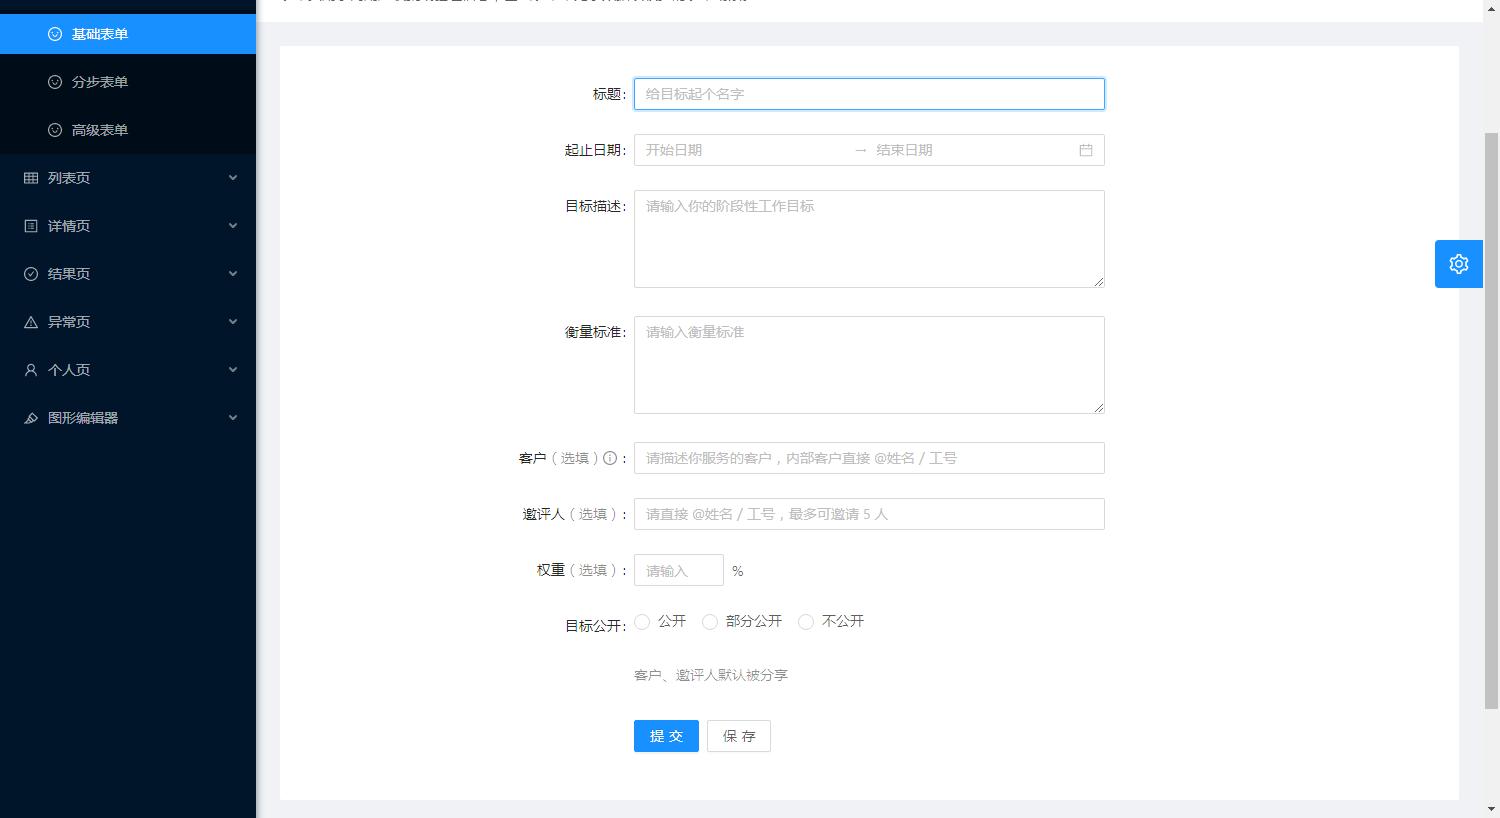 基础表单
分步表单
高级表单
列表页
详情页
结果页
异常页
个人页
图形编辑器
标题:
给目标起个名字
起止日期:
开始日期 → 结束日期
目标描述:
请输入你的阶段性工作目标
衡量标准:
请输入衡量标准
客户（选填）:
请描述你服务的客户，内部客户直接 @姓名／工号
邀评人（选填）:
请直接 @姓名／工号，最多可邀请 5 人
权重（选填）:
请输入 %
目标公开:
公开 部分公开 不公开
客户、邀评人默认被分享
提 交 保 存